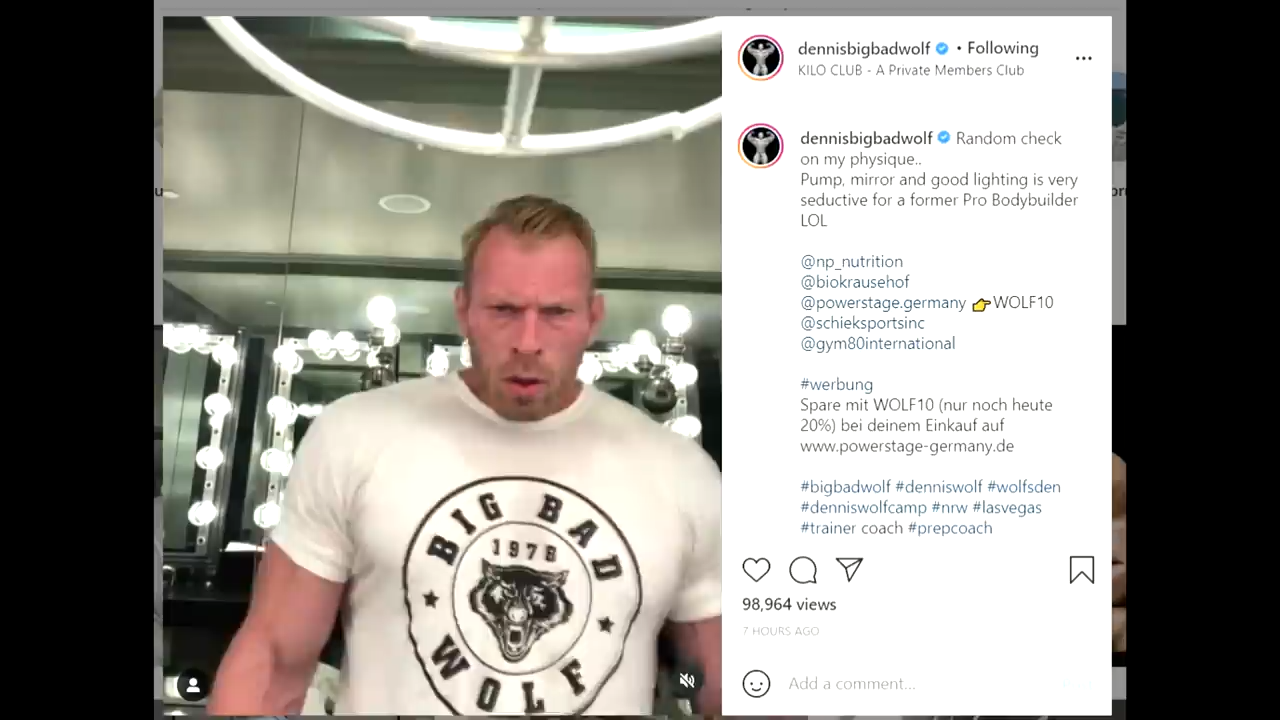 dennisbigbadwolf • Following
KILO CLUB - A Private Members Club
dennisbigbadwolf Random check
on my physique..
Pump, mirror and good lighting is very
seductive for a former Pro Bodybuilder
LOL
@np_nutrition
@biokrausehof
@powerstage.germany 👉WOLF10
@schieksportsinc
@gym80international
#werbung
Spare mit WOLF10 (nur noch heute
20%) bei deinem Einkauf auf
www.powerstage-germany.de
#bigbadwolf #denniswolf #wolfsden
#denniswolfcamp #nrw #lasvegas
#trainer coach #prepcoach
98,964 views
7 HOURS AGO
Add a comment...
BIG BAD
1978
WOLF